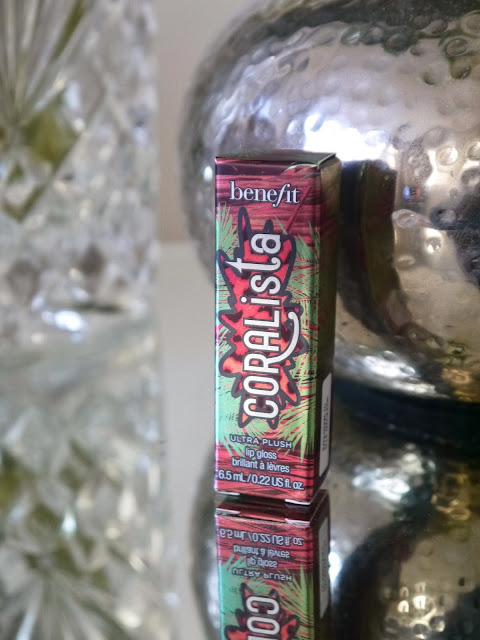 benefit
CORALista
ULTRA PLUSH
lip gloss
brillant à lèvres
6.5 mL / 0.22 US fl. oz.